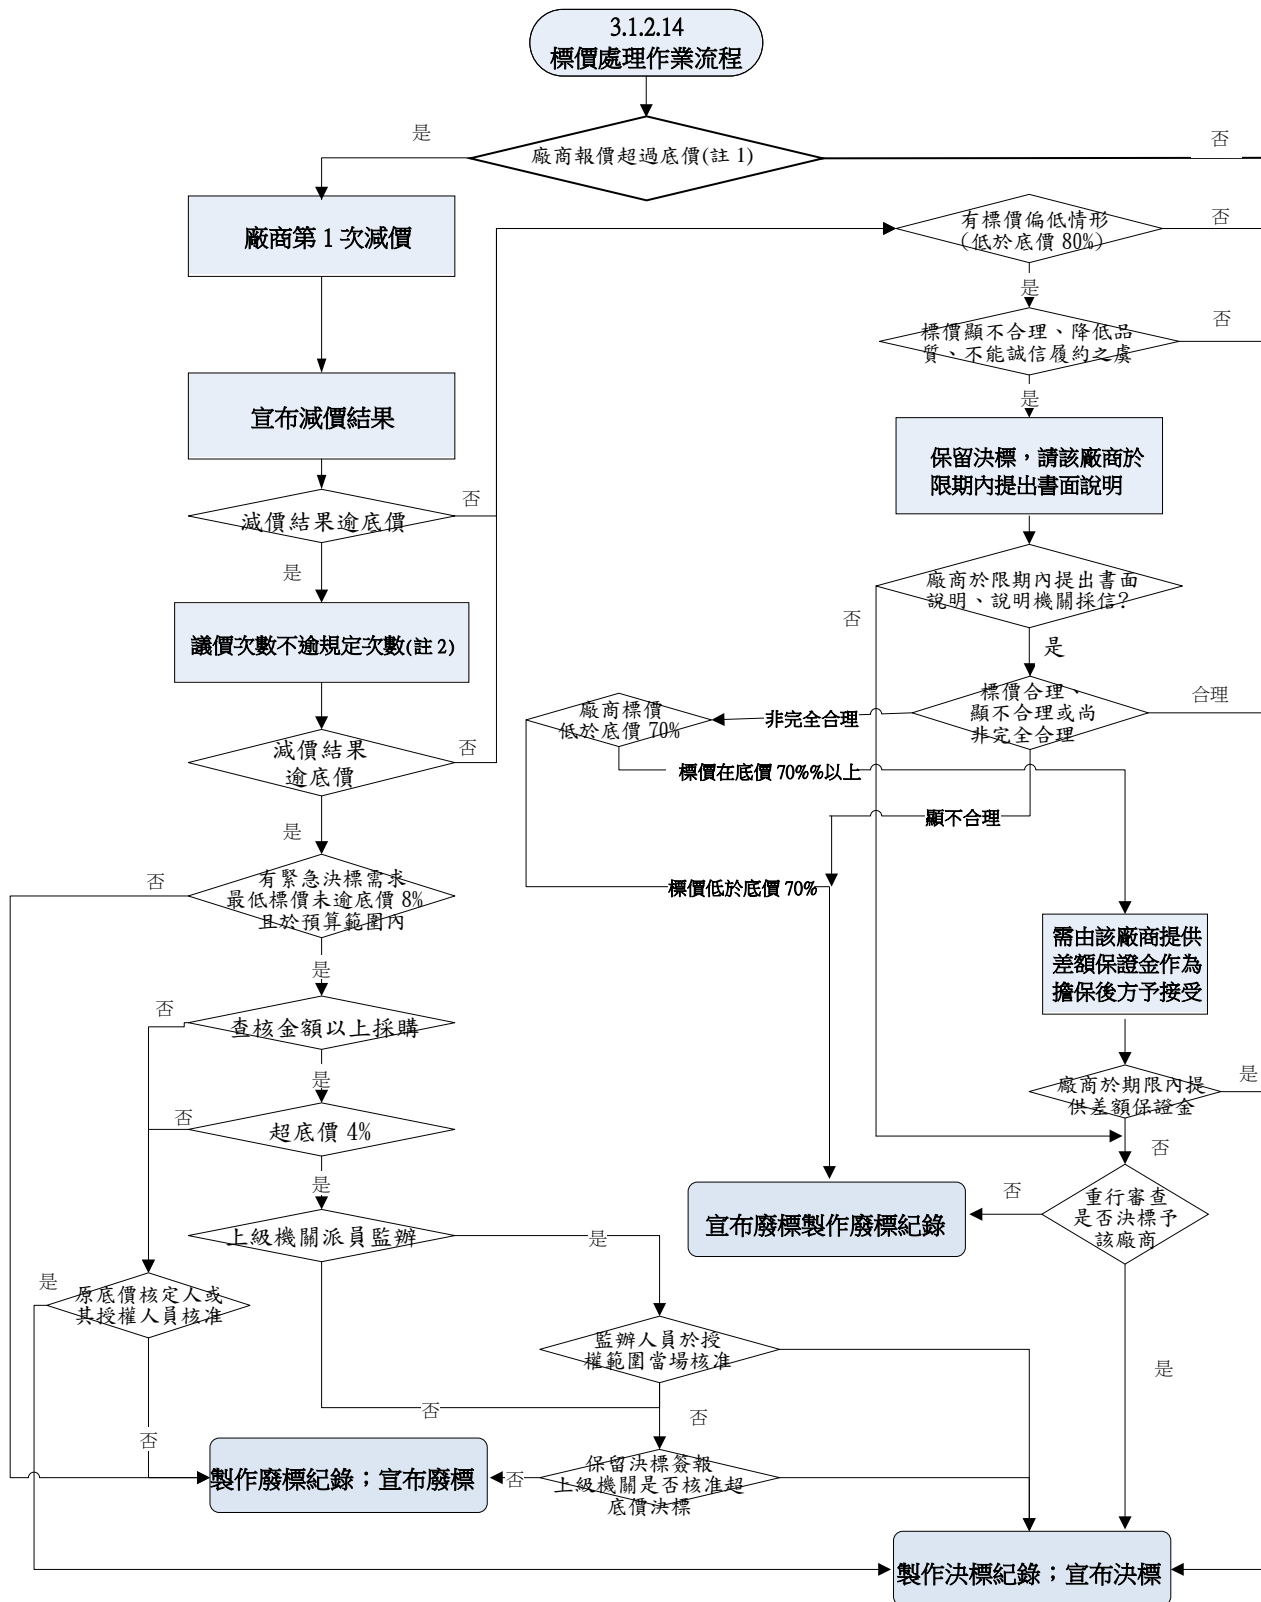 3.1.2.14
標價處理作業流程
是
否
廠商報價超過底價(註 1)
廠商第 1 次減價
有標價偏低情形
(低於底價 80%)
否
是
宣布減價結果
標價顯不合理、降低品
質、不能誠信履約之虞
否
是
減價結果逾底價
否
保留決標，請該廠商於
限期內提出書面說明
是
廠商於限期內提出書面
說明、說明機關採信?
否
是
議價次數不逾規定次數(註 2)
標價合理、
顯不合理或尚
非完全合理
合理
非完全合理
廠商標價
低於底價 70%
減價結果
逾底價
否
標價在底價 70%%以上
顯不合理
是
標價低於底價 70%
有緊急決標需求
最低標價未逾底價 8%
且於預算範圍內
否
是
需由該廠商提供
差額保證金作為
擔保後方予接受
查核金額以上採購
否
是
廠商於期限內提
供差額保證金
是
否
超底價 4%
否
是
重行審查
是否決標予
該廠商
否
宣布廢標製作廢標紀錄
上級機關派員監辦
是
原底價核定人或
其授權人員核准
是
監辦人員於授
權範圍當場核准
是
否
否
否
製作廢標紀錄；宣布廢標
否
保留決標簽報
上級機關是否核准超
底價決標
製作決標紀錄；宣布決標